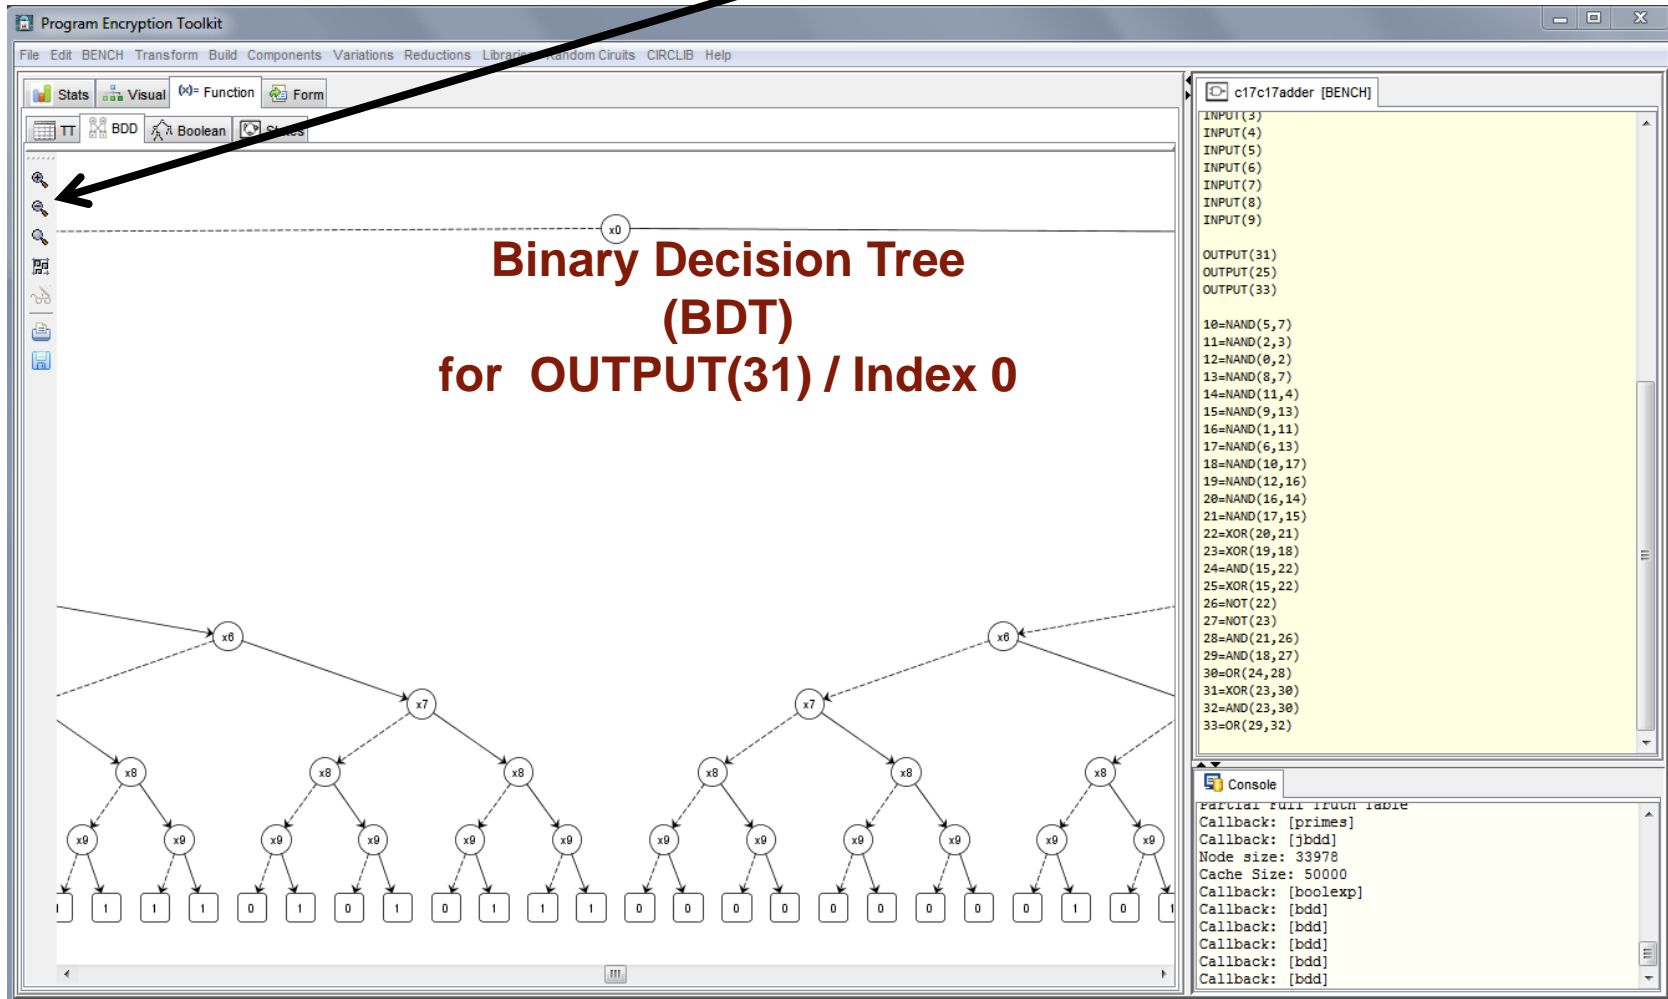 Program Encryption Toolkit
File Edit BENCH Transform Build Components Variations Reductions Random Ciruits CIRCLIB Help
Stats Visual (x)= Function Form
TT BDD Boolean
c17c17adder [BENCH]
x0
Binary Decision Tree
(BDT)
for OUTPUT(31) / Index 0
x6 x6
x7 x7
x8 x8 x8 x8 x8 x8
x9 x9 x9 x9 x9 x9 x9 x9 x9 x9 x9 x9
1 1 1 0 1 0 1 0 1 1 1 0 0 0 0 0 0 0 0 0 1 0 1
INPUT(3)
INPUT(4)
INPUT(5)
INPUT(6)
INPUT(7)
INPUT(8)
INPUT(9)
OUTPUT(31)
OUTPUT(25)
OUTPUT(33)
10=NAND(5,7)
11=NAND(2,3)
12=NAND(0,2)
13=NAND(8,7)
14=NAND(11,4)
15=NAND(9,13)
16=NAND(1,11)
17=NAND(6,13)
18=NAND(10,17)
19=NAND(12,16)
20=NAND(16,14)
21=NAND(17,15)
22=XOR(20,21)
23=XOR(19,18)
24=AND(15,22)
25=XOR(15,22)
26=NOT(22)
27=NOT(23)
28=AND(21,26)
29=AND(18,27)
30=OR(24,28)
31=XOR(23,30)
32=AND(23,30)
33=OR(29,32)
Console
Partial Full Truth Table
Callback: [primes]
Callback: [jbdd]
Node size: 33978
Cache Size: 50000
Callback: [boolexp]
Callback: [bdd]
Callback: [bdd]
Callback: [bdd]
Callback: [bdd]
Callback: [bdd]